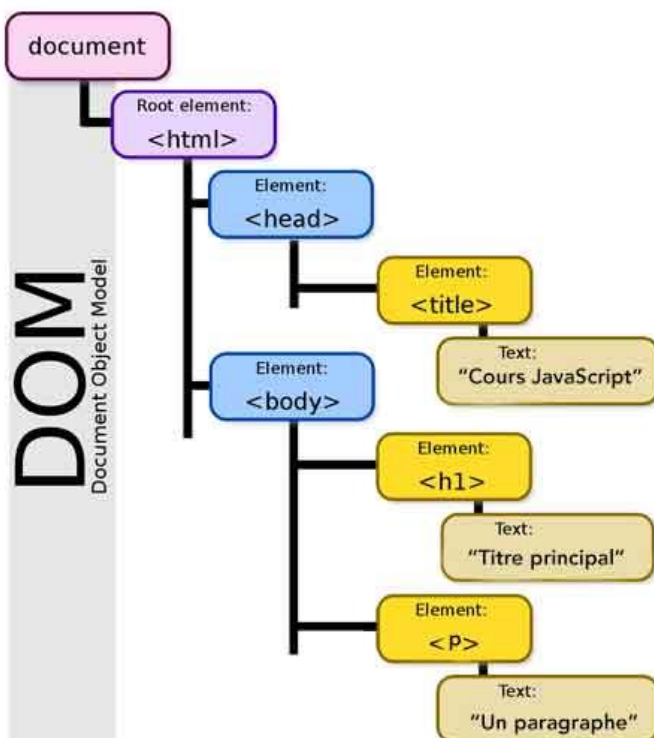 document
Root element:
<html>
Element:
<head>
Element:
<title>
Text:
“Cours JavaScript”
Element:
<body>
Element:
<h1>
Text:
“Titre principal”
Element:
<p>
Text:
“Un paragraphe”
DOM
Document Object Model